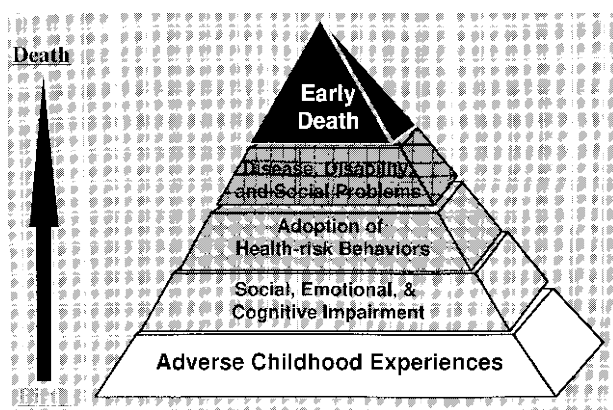 Death
Early
Death
Disease, Disability,
and Social Problems
Adoption of
Health-risk Behaviors
Social, Emotional, &
Cognitive Impairment
Adverse Childhood Experiences